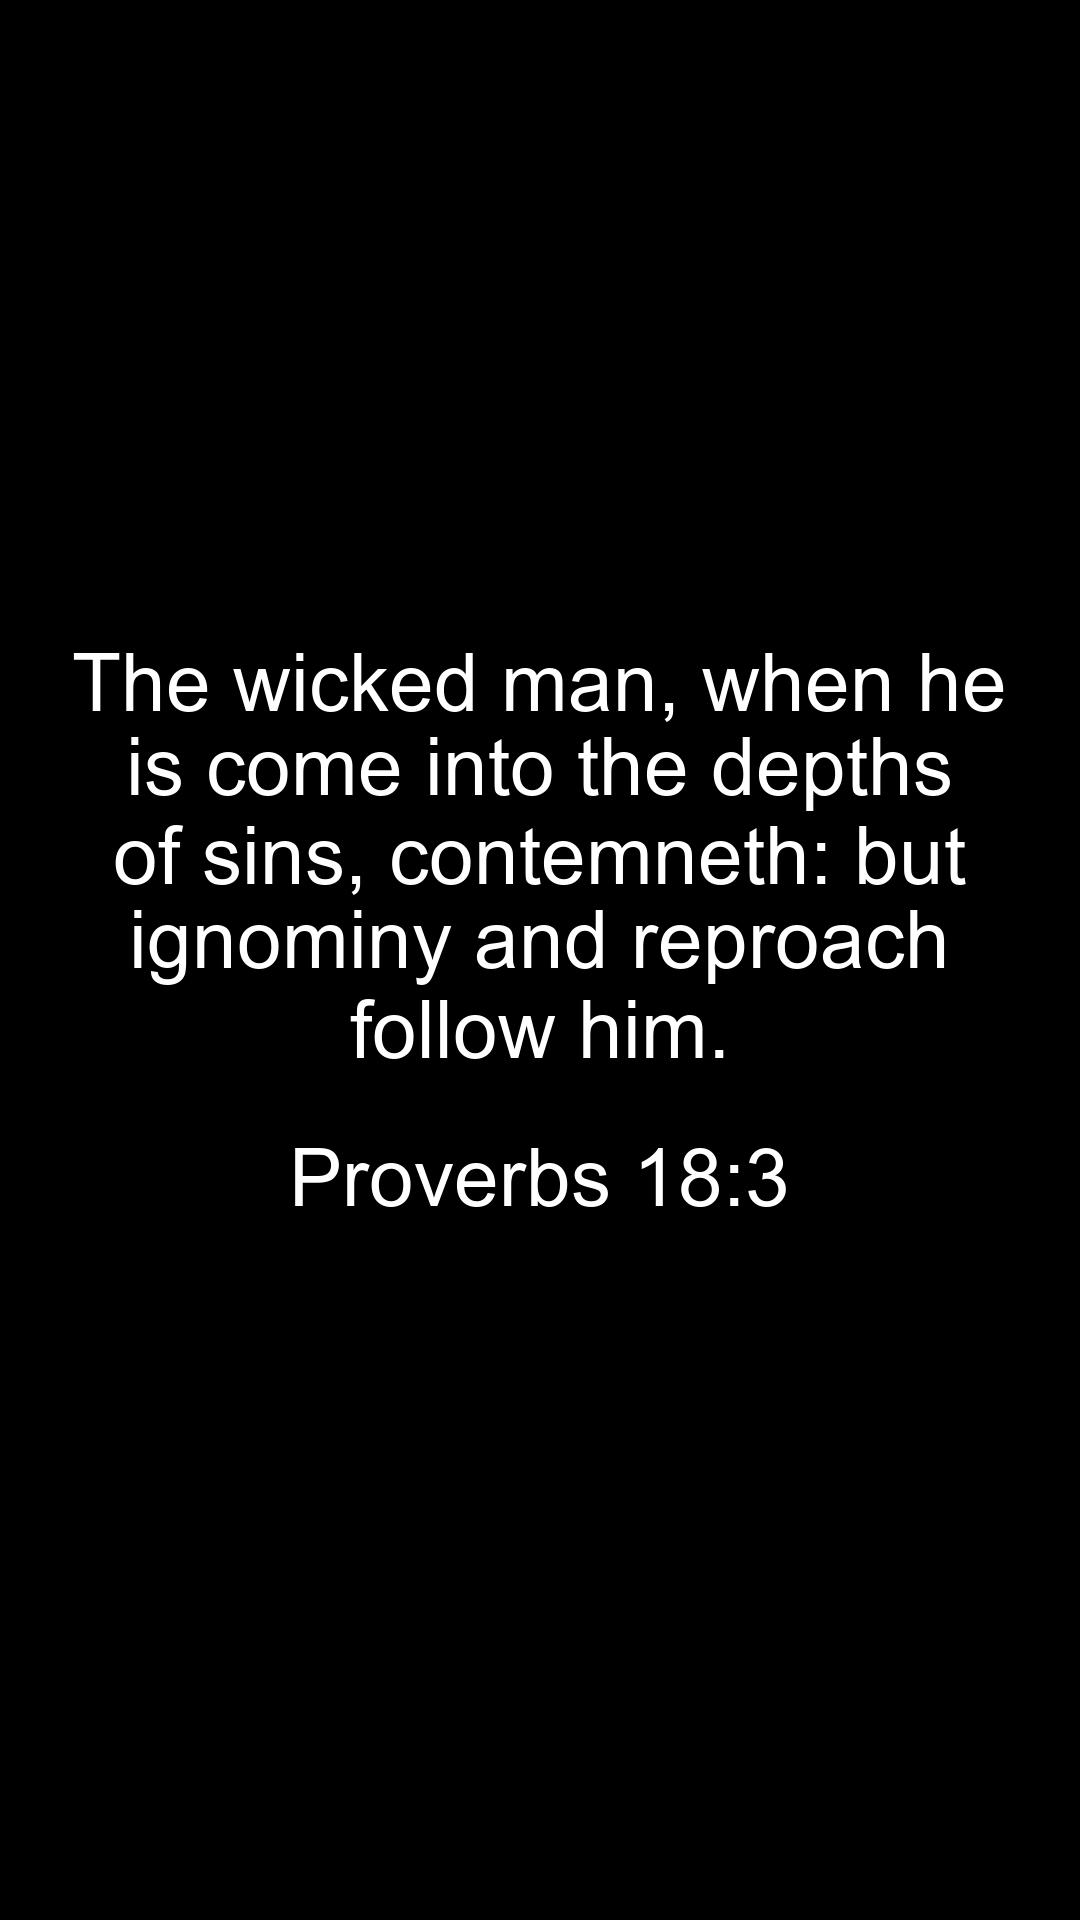 The wicked man, when he
is come into the depths
of sins, contemneth: but
ignominy and reproach
follow him.
Proverbs 18:3